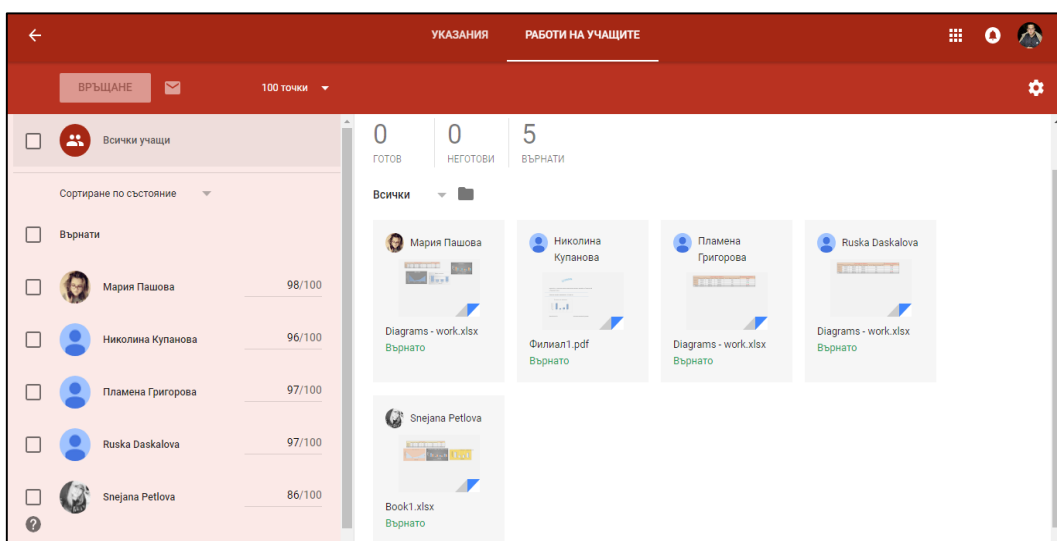 УКАЗАНИЯ
РАБОТИ НА УЧАЩИТЕ
ВРЪЩАНЕ
100 точки
Всички учащи
Сортиране по състояние
Върнати
Мария Пашова
98/100
Николина Купанова
96/100
Пламена Григорова
97/100
Ruska Daskalova
97/100
Snejana Petlova
86/100
0
0
5
ГОТОВ
НЕГОТОВИ
ВЪРНАТИ
Всички
Мария Пашова
Diagrams - work.xlsx
Върнато
Николина
Купанова
Филиал1.pdf
Върнато
Пламена
Григорова
Diagrams - work.xlsx
Върнато
Ruska Daskalova
Diagrams - work.xlsx
Върнато
Snejana Petlova
Book1.xlsx
Върнато